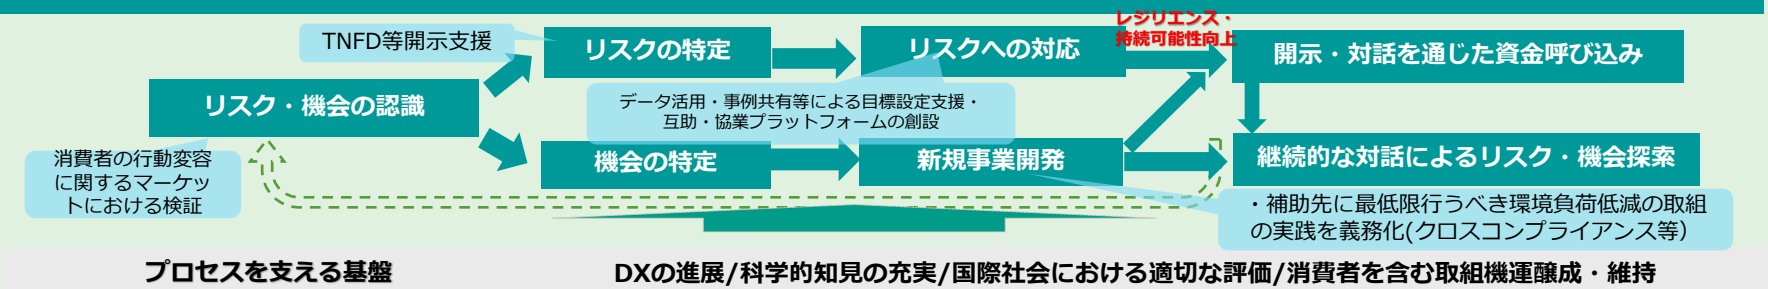 レジリエンス・
持続可能性向上
TNFD等開示支援
リスクの特定
リスクへの対応
開示・対話を通じた資金呼び込み
リスク・機会の認識
データ活用・事例共有等による目標設定支援・
互助・協業プラットフォームの創設
消費者の行動変容
に関するマーケッ
トにおける検証
機会の特定
新規事業開発
継続的な対話によるリスク・機会探索
・補助先に最低限行うべき環境負荷低減の取組
の実践を義務化(クロスコンプライアンス等）
プロセスを支える基盤
DXの進展/科学的知見の充実/国際社会における適切な評価/消費者を含む取組機運醸成・維持